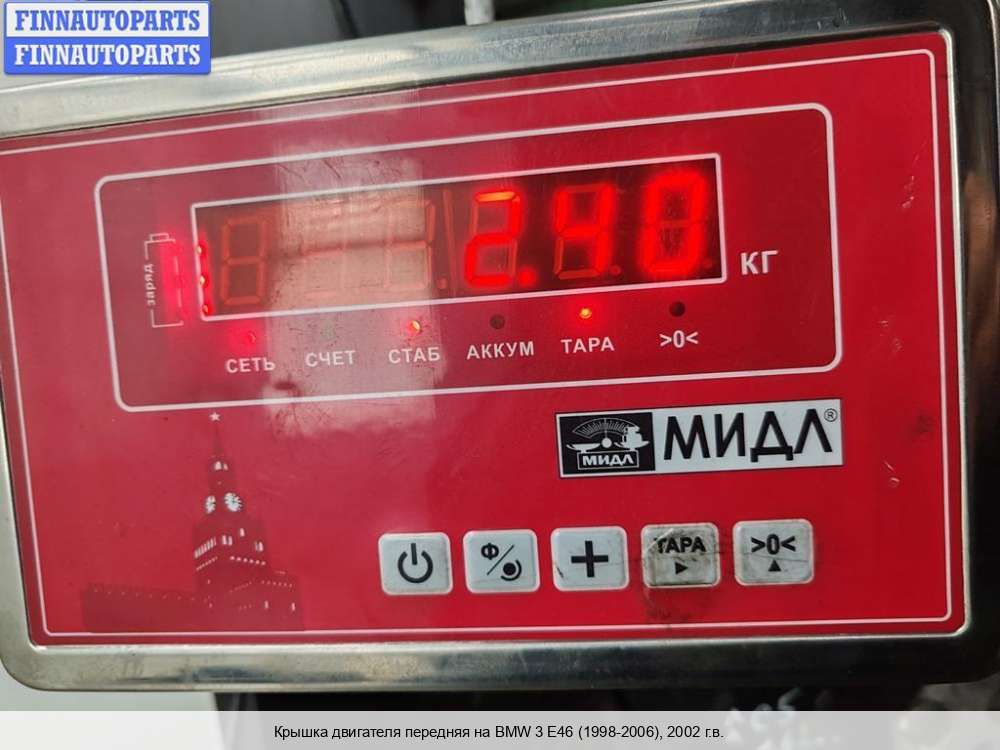 FINNAUTOPARTS
FINNAUTOPARTS
2.40
КГ
заряд
СЕТЬ СЧЕТ СТАБ АККУМ ТАРА >0<
МИДЛ МИДЛ®
Ф ТАРА >0<
Крышка двигателя передняя на BMW 3 E46 (1998-2006), 2002 г.в.